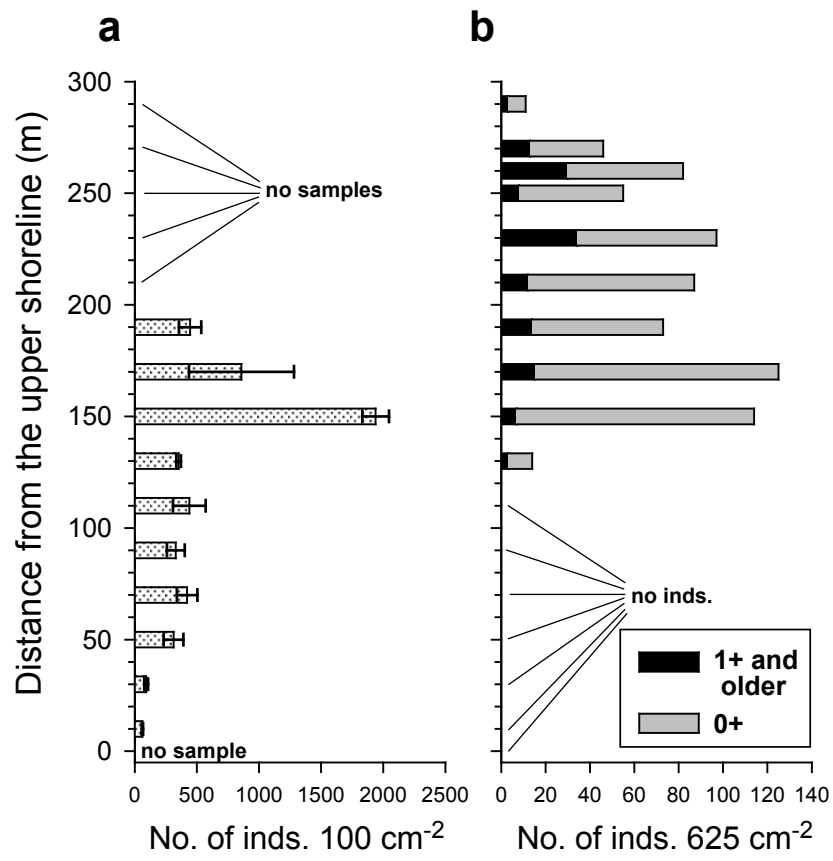 a
b
Distance from the upper shoreline (m)
300
250
200
150
100
50
0
no samples
no sample
0 500 1000 1500 2000 2500
No. of inds. 100 cm-2
no inds.
1+ and
older
0+
0 20 40 60 80 100 120 140
No. of inds. 625 cm-2